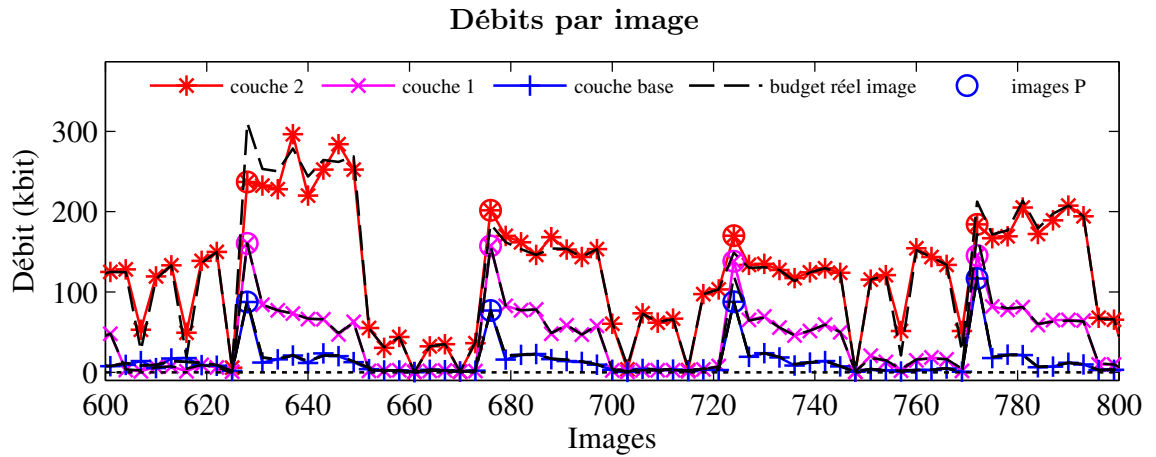 Débits par image
couche 2 couche 1 couche base budget réel image images P
300
200
100
0
Débit (kbit)
600 620 640 660 680 700 720 740 760 780 800
Images